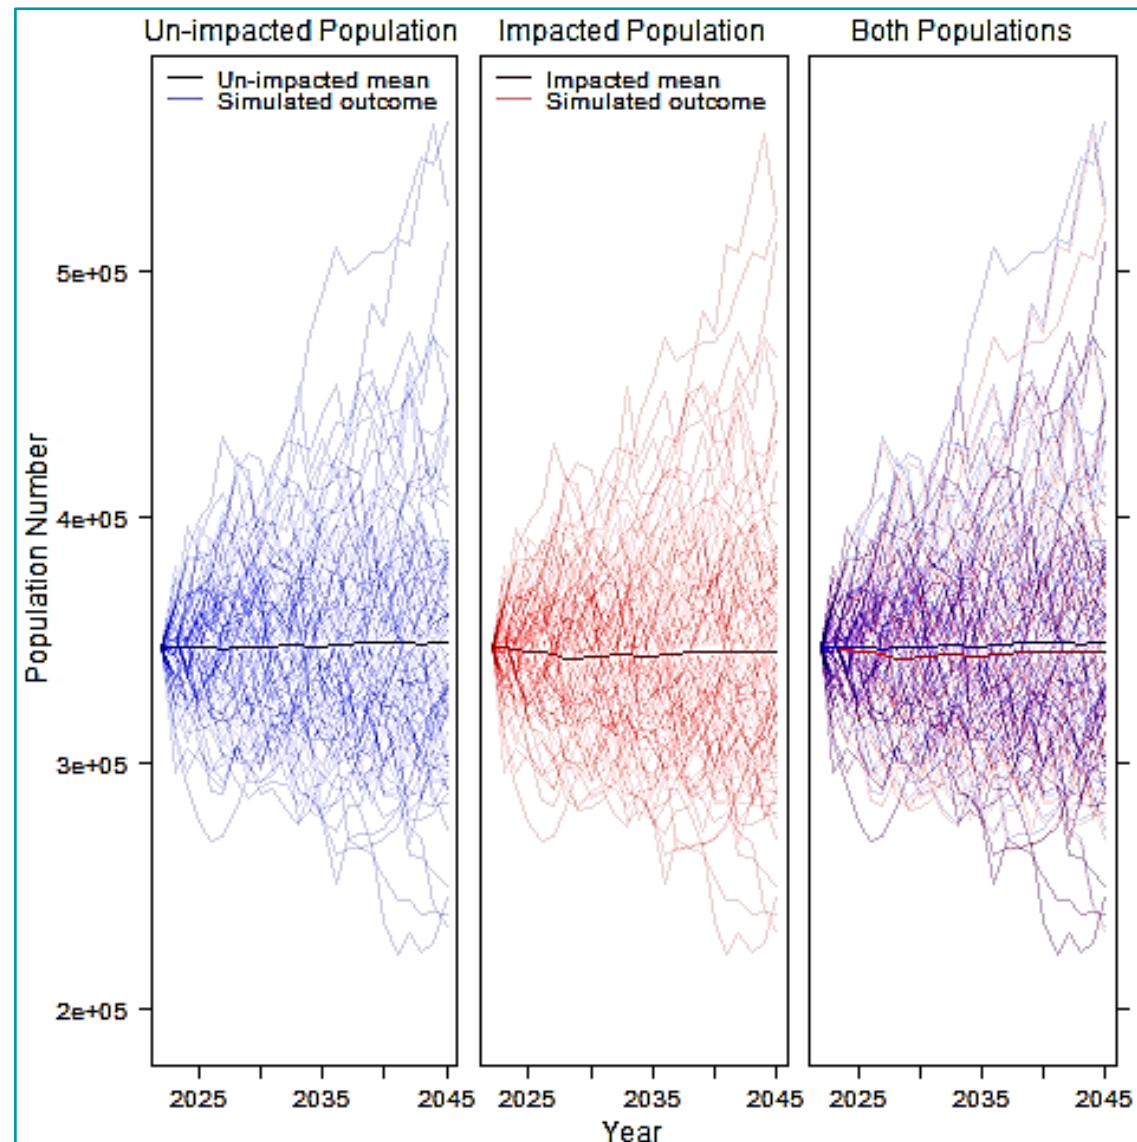 Un-impacted Population
Impacted Population
Both Populations
Un-impacted mean
Simulated outcome
Impacted mean
Simulated outcome
Population Number
5e+05
4e+05
3e+05
2e+05
2025 2035 2045
2025 2035 2045
2025 2035 2045
Year